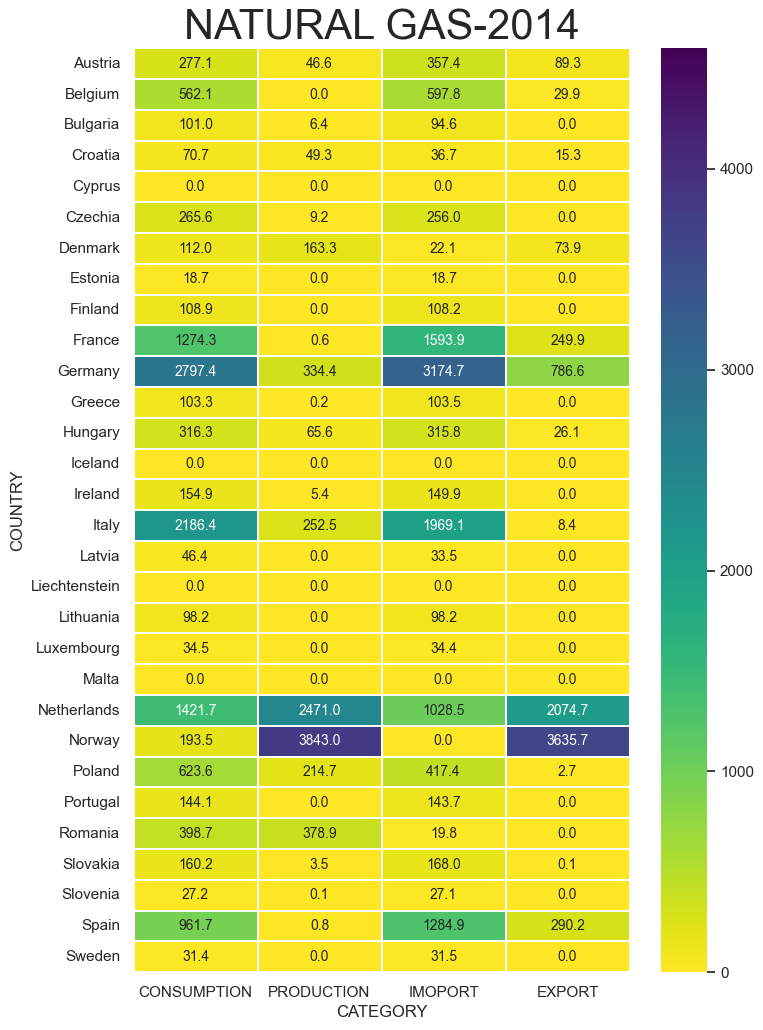 NATURAL GAS-2014
Austria 277.1 46.6 357.4 89.3
Belgium 562.1 0.0 597.8 29.9
Bulgaria 101.0 6.4 94.6 0.0
Croatia 70.7 49.3 36.7 15.3
Cyprus 0.0 0.0 0.0 0.0
Czechia 265.6 9.2 256.0 0.0
Denmark 112.0 163.3 22.1 73.9
Estonia 18.7 0.0 18.7 0.0
Finland 108.9 0.0 108.2 0.0
France 1274.3 0.6 1593.9 249.9
Germany 2797.4 334.4 3174.7 786.6
Greece 103.3 0.2 103.5 0.0
Hungary 316.3 65.6 315.8 26.1
Iceland 0.0 0.0 0.0 0.0
Ireland 154.9 5.4 149.9 0.0
Italy 2186.4 252.5 1969.1 8.4
Latvia 46.4 0.0 33.5 0.0
Liechtenstein 0.0 0.0 0.0 0.0
Lithuania 98.2 0.0 98.2 0.0
Luxembourg 34.5 0.0 34.4 0.0
Malta 0.0 0.0 0.0 0.0
Netherlands 1421.7 2471.0 1028.5 2074.7
Norway 193.5 3843.0 0.0 3635.7
Poland 623.6 214.7 417.4 2.7
Portugal 144.1 0.0 143.7 0.0
Romania 398.7 378.9 19.8 0.0
Slovakia 160.2 3.5 168.0 0.1
Slovenia 27.2 0.1 27.1 0.0
Spain 961.7 0.8 1284.9 290.2
Sweden 31.4 0.0 31.5 0.0
CONSUMPTION PRODUCTION IMOPORT EXPORT
CATEGORY
COUNTRY
4000
3000
2000
1000
0